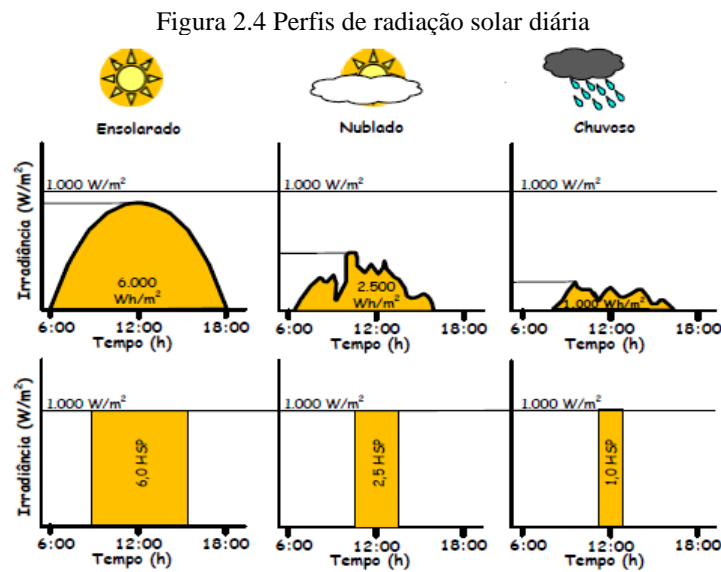 Figura 2.4 Perfis de radiação solar diária
Ensolarado
Nublado
Chuvoso
Irradiância (W/m²)
1.000 W/m²
1.000 W/m²
1.000 W/m²
6.000
Wh/m²
2.500
Wh/m²
1.000 Wh/m²
6:00 12:00 18:00
Tempo (h)
6:00 12:00 18:00
Tempo (h)
6:00 12:00 18:00
Tempo (h)
Irradiância (W/m²)
1.000 W/m²
1.000 W/m²
1.000 W/m²
6,0 HSP
2,5 HSP
1,0 HSP
6:00 12:00 18:00
Tempo (h)
6:00 12:00 18:00
Tempo (h)
6:00 12:00 18:00
Tempo (h)